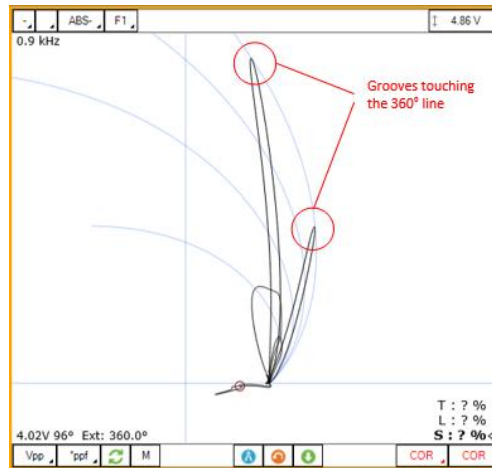 - ABS- F1 4.86 V
0.9 kHz
Grooves touching
the 360° line
T : ? %
L : ? %
4.02V 96° Ext: 360.0° S : ? %<
Vpp °ppf M COR COR